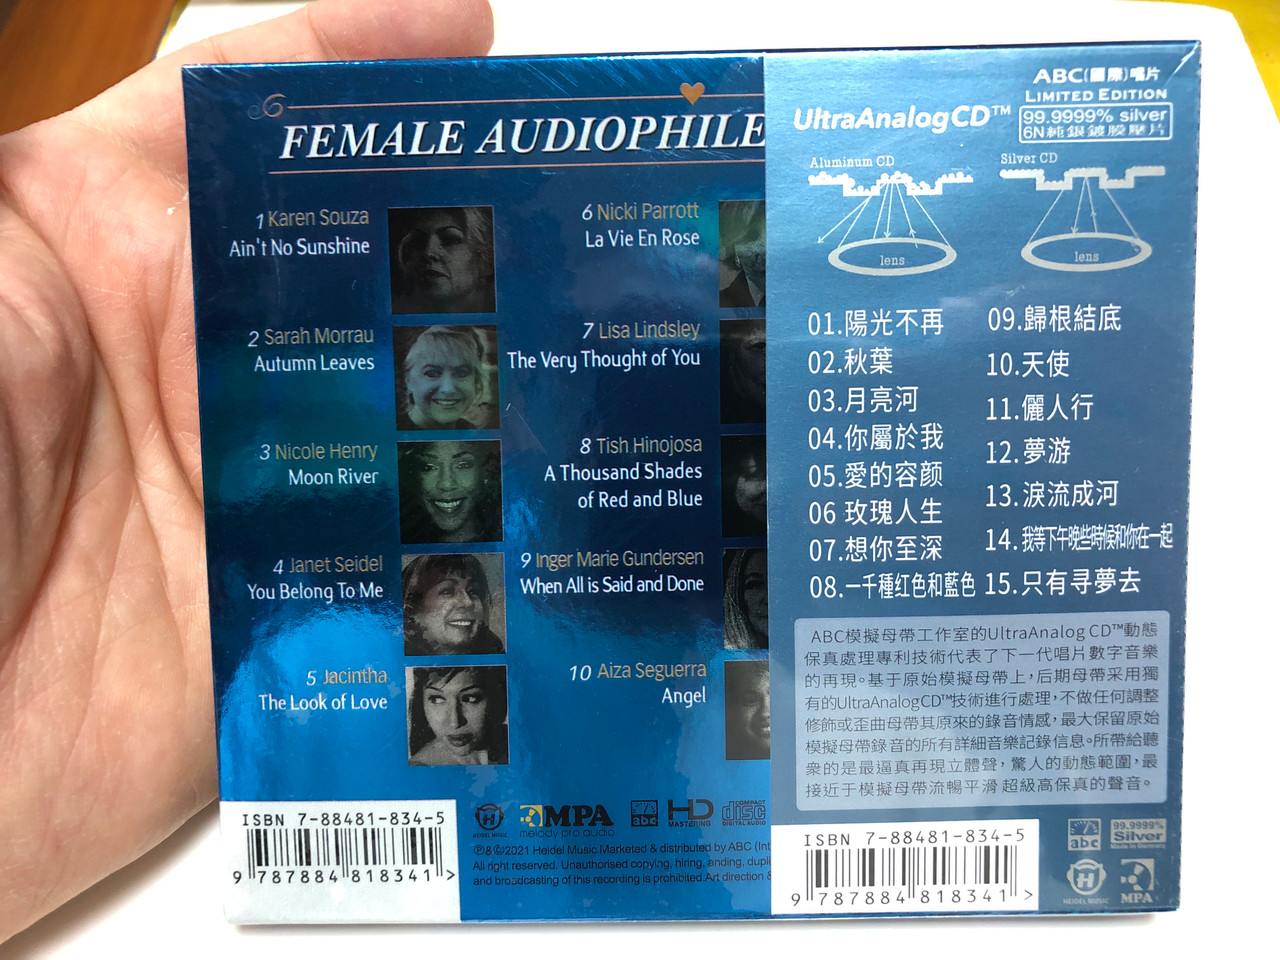 6
FEMALE AUDIOPHILE
1 Karen Souza
Ain't No Sunshine
2 Sarah Morrau
Autumn Leaves
3 Nicole Henry
Moon River
4 Janet Seidel
You Belong To Me
5 Jacintha
The Look of Love
6 Nicki Parrott
La Vie En Rose
7 Lisa Lindsley
The Very Thought of You
8 Tish Hinojosa
A Thousand Shades
of Red and Blue
9 Inger Marie Gundersen
When All is Said and Done
10 Aiza Seguerra
Angel
ISBN 7-88481-834-5
9 787884 818341 >
HEIDEL MUSIC
MPA
melody pro audio
abc
HD
MASTERING
COMPACT
disc
DIGITAL AUDIO
℗&©2021 Heidel Music.Marketed & distributed by ABC (Int
All right reserved. Unauthorised copying, hiring, anding, dupli
and broadcasting of this recording is prohibited.Art direction &
ABC(國際)唱片
LIMITED EDITION
UltraAnalogCD™
99.9999% silver
6N純銀鍍膜壓片
Aluminum CD
Silver CD
lens
lens
01.陽光不再
02.秋葉
03.月亮河
04.你屬於我
05.愛的容颜
06 玫瑰人生
07.想你至深
08.一千種红色和藍色
09.歸根結底
10.天使
11.儷人行
12.夢游
13.淚流成河
14.我等下午晚些時候和你在一起
15.只有寻夢去
ABC模擬母帶工作室的UltraAnalog CD™動態
保真處理專利技術代表了下一代唱片數字音樂
的再現。基于原始模擬母帶上，后期母带采用獨
有的UltraAnalogCD™技術進行處理，不做任何調整
修飾或歪曲母帶其原來的錄音情感，最大保留原始
模擬母帶錄音的所有詳細音樂記錄信息。所帶給聽
衆的是最逼真再現立體聲，驚人的動態範圍，最
接近于模擬母带流暢平滑 超級高保真的聲音。
ISBN 7-88481-834-5
9 787884 818341 >
abc
99.9999%
Silver
Made in Germany
HEIDEL MUSIC
MPA